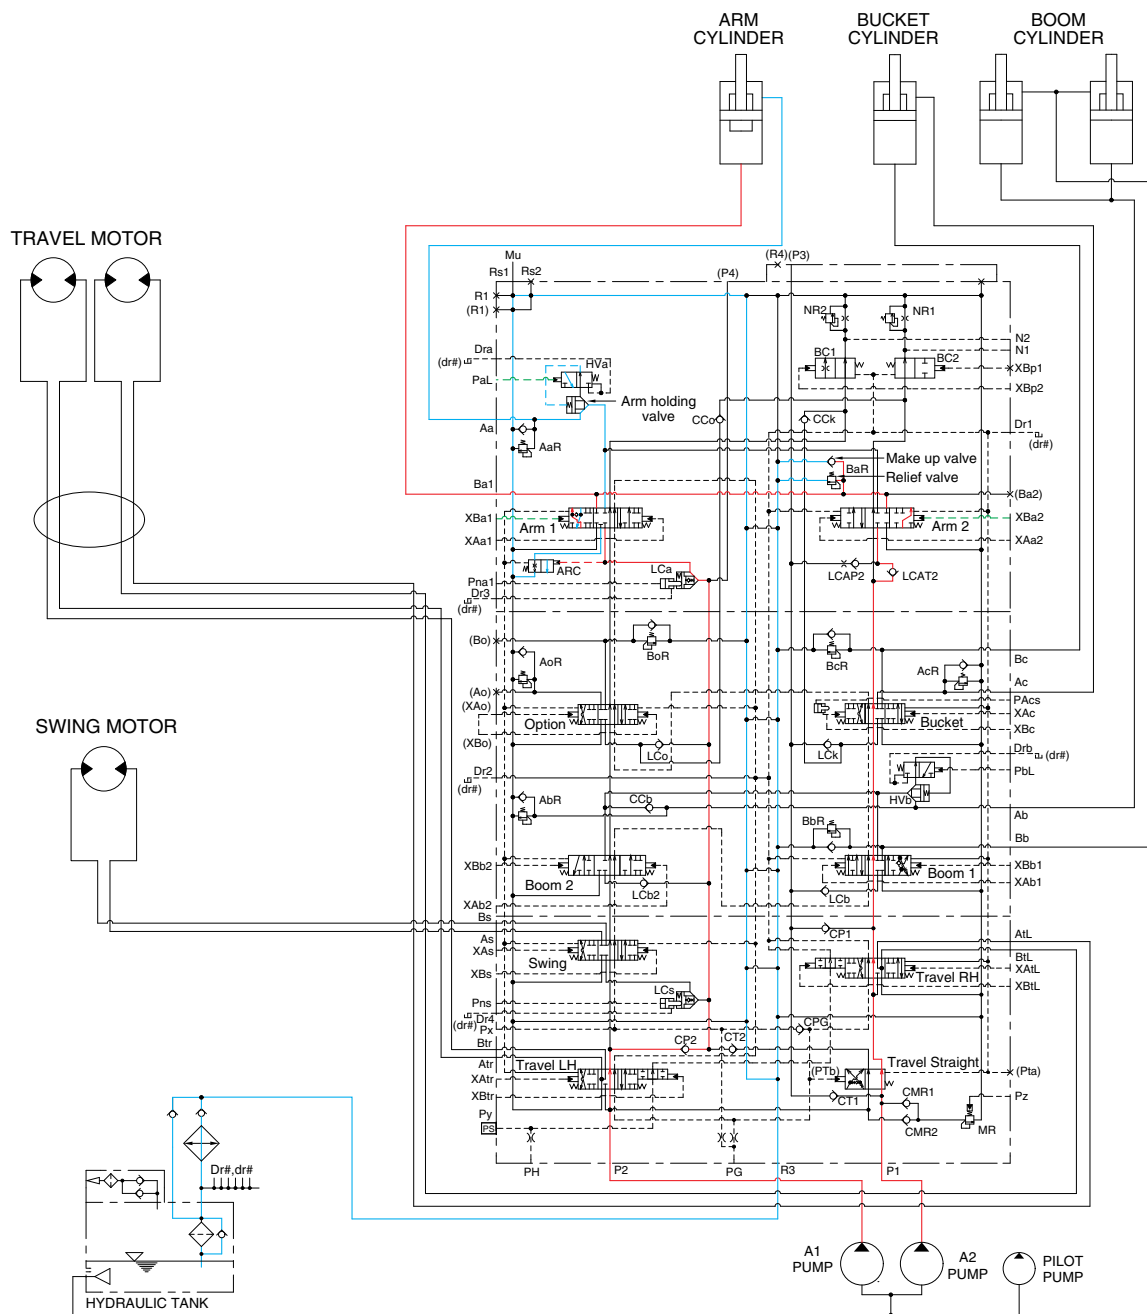 ARM
CYLINDER
BUCKET
CYLINDER
BOOM
CYLINDER
TRAVEL MOTOR
SWING MOTOR
Mu
Rs1
Rs2
(R4)
(P3)
(P4)
R1
(R1)
NR2
NR1
N2
N1
Dra
(dr#)
HVa
BC1
BC2
XBp1
PaL
XBp2
Arm holding
valve
CCo
CCk
Aa
AaR
Dr1
(dr#)
Make up valve
BaR
Relief valve
Ba1
(Ba2)
XBa1
Arm 1
Arm 2
XBa2
XAa1
XAa2
ARC
LCa
LCAP2
LCAT2
Pna1
Dr3
(dr#)
(Bo)
BoR
BcR
Bc
AoR
AcR
Ac
(Ao)
PAcs
(XAo)
XAc
Option
Bucket
XBc
(XBo)
LCo
LCk
Drb
(dr#)
Dr2
(dr#)
PbL
HVb
AbR
CCb
Ab
BbR
Bb
XBb2
Boom 2
Boom 1
XBb1
XAb1
LCb2
LCb
XAb2
Bs
CP1
AtL
As
XAs
Swing
BtL
XAtL
XBs
Travel RH
XBtL
LCs
Pns
Dr4
(dr#)
Px
CPG
Btr
CP2
CT2
Atr
Travel LH
(PTb)
Travel Straight
(Pta)
XAtr
XBtr
CT1
CMR1
Pz
Py
PS
CMR2
MR
PH
P2
PG
R3
P1
Dr#,dr#
A1
PUMP
A2
PUMP
PILOT
PUMP
HYDRAULIC TANK